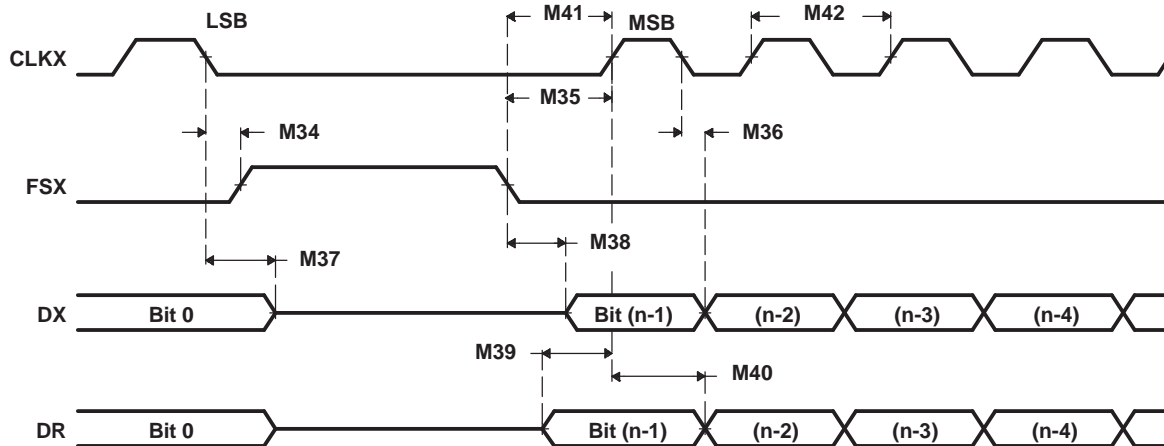 M41
M42
LSB
MSB
CLKX
M35
M34
M36
FSX
M38
M37
DX
Bit 0
Bit (n-1)
(n-2)
(n-3)
(n-4)
M39
M40
DR
Bit 0
Bit (n-1)
(n-2)
(n-3)
(n-4)